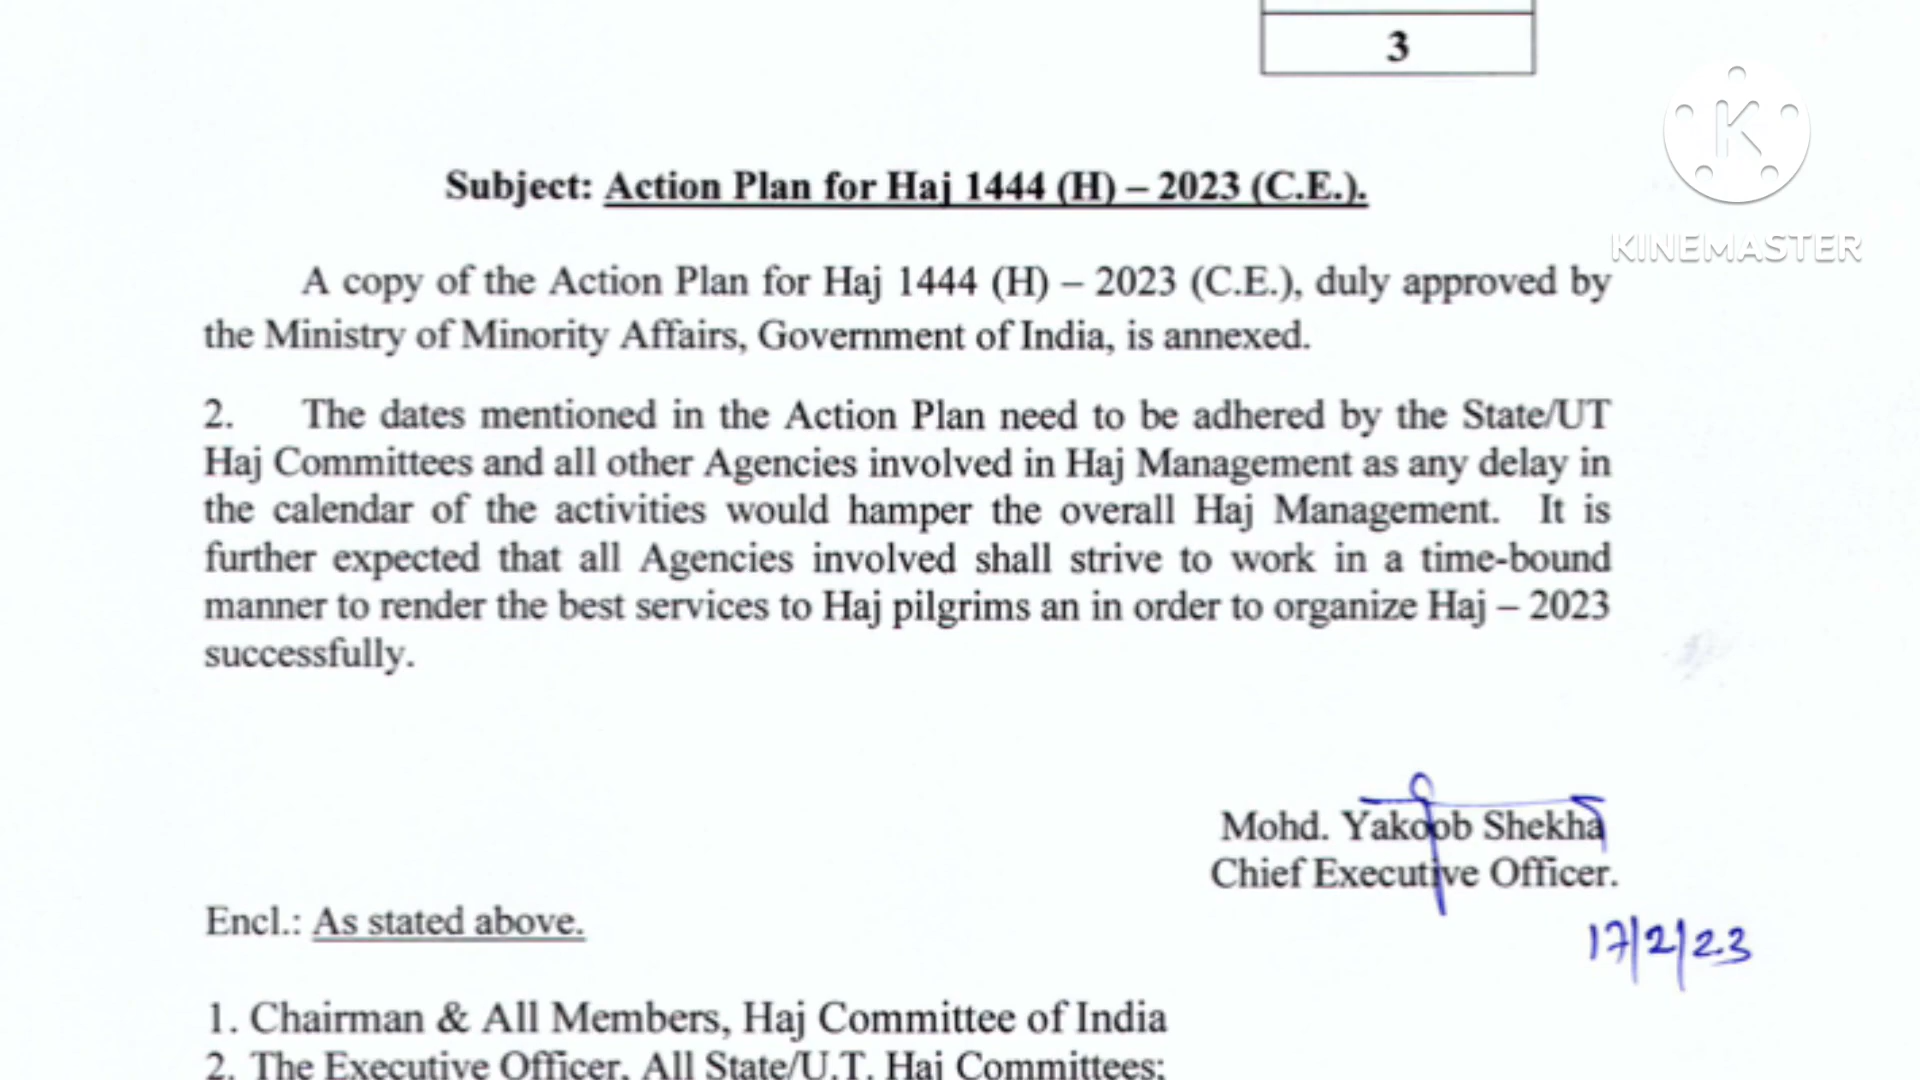 3
KINEMASTER
Subject: Action Plan for Haj 1444 (H) – 2023 (C.E.).
A copy of the Action Plan for Haj 1444 (H) – 2023 (C.E.), duly approved by
the Ministry of Minority Affairs, Government of India, is annexed.
2. The dates mentioned in the Action Plan need to be adhered by the State/UT
Haj Committees and all other Agencies involved in Haj Management as any delay in
the calendar of the activities would hamper the overall Haj Management. It is
further expected that all Agencies involved shall strive to work in a time-bound
manner to render the best services to Haj pilgrims an in order to organize Haj – 2023
successfully.
Mohd. Yakoob Shekha
Chief Executive Officer.
17/2/23
Encl.: As stated above.
1. Chairman & All Members, Haj Committee of India
2. The Executive Officer, All State/U.T. Haj Committees;